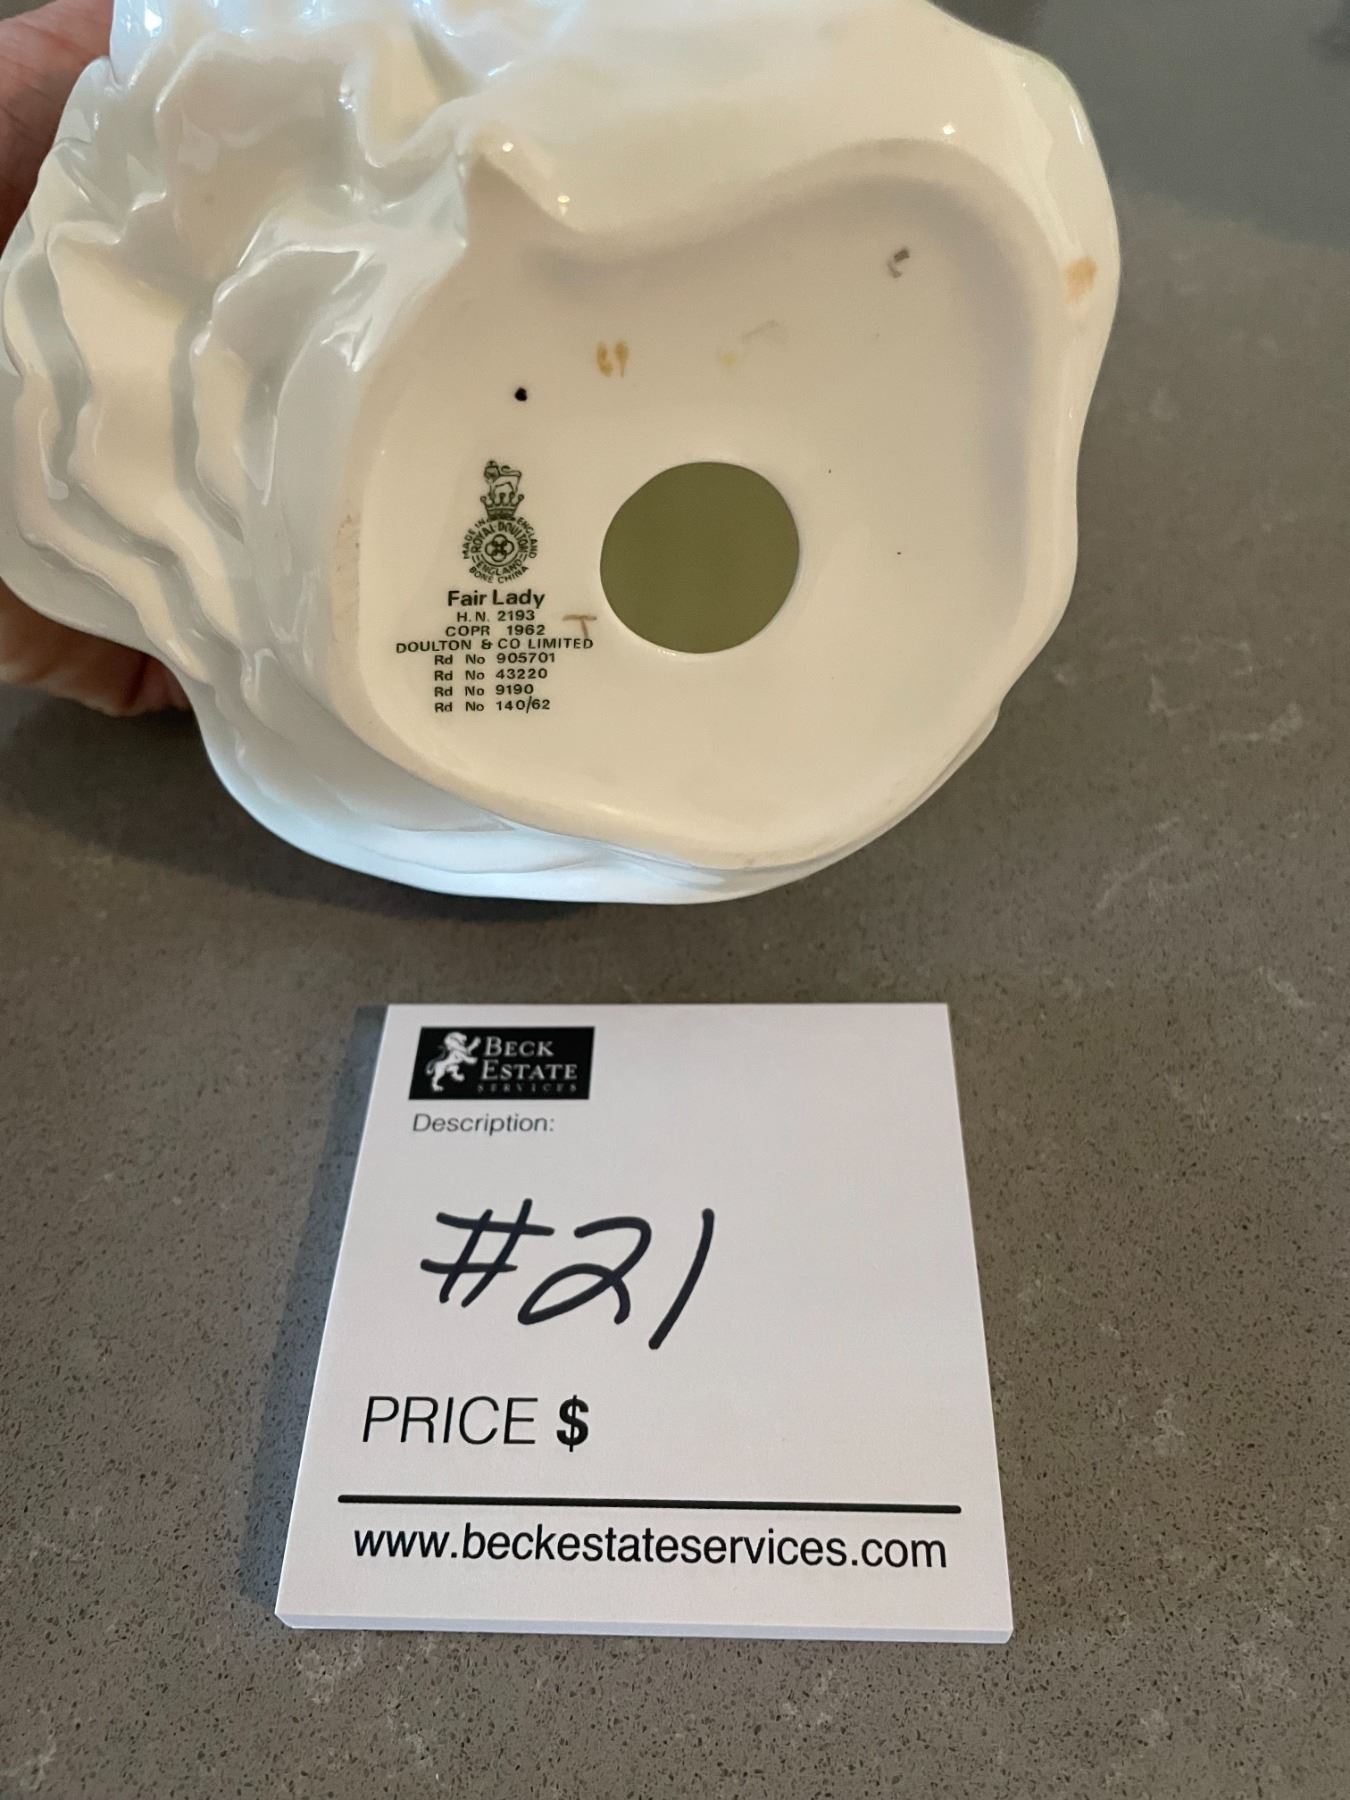 MADE IN ENGLAND
ROYAL DOULTON
ENGLAND
BONE CHINA
Fair Lady
H.N. 2193
COPR 1962
DOULTON & CO LIMITED
Rd No 905701
Rd No 43220
Rd No 9190
Rd No 140/62
T
BECK
ESTATE
SERVICES
Description:
#21
PRICE $
www.beckestateservices.com